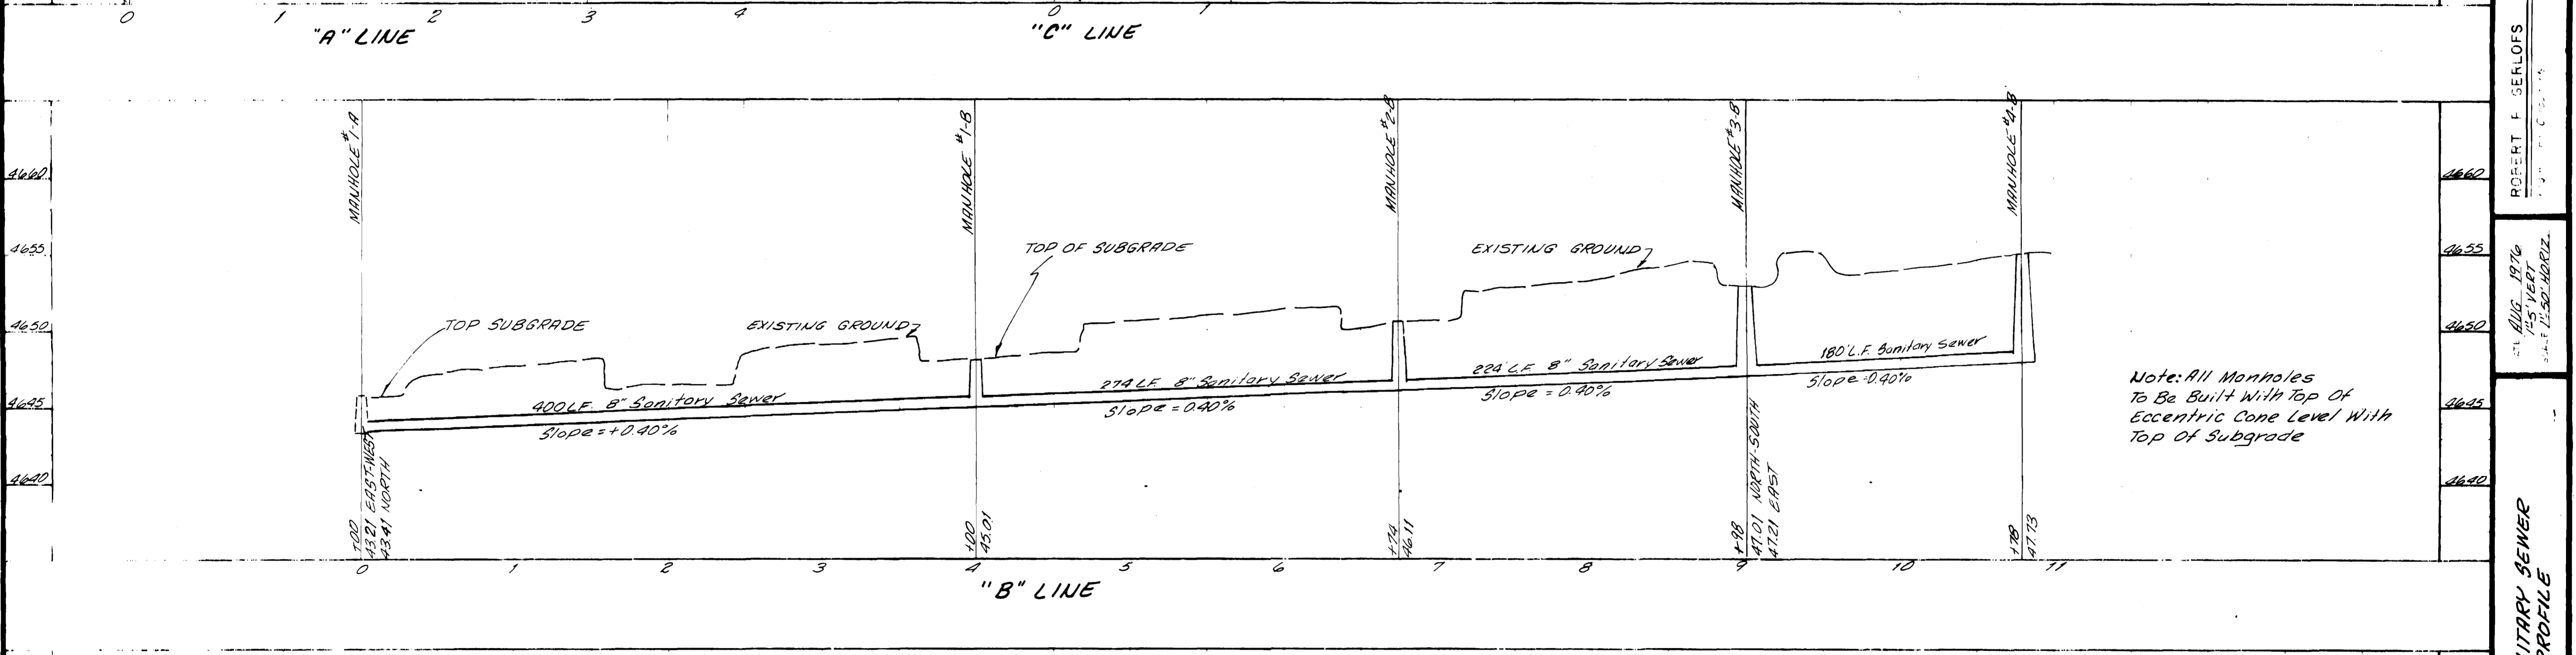 0 1 2 3 4 0 1
"A" LINE
"C" LINE
MANHOLE #1-A
MANHOLE #1-B
MANHOLE #2-B
MANHOLE #3-B
MANHOLE #4-B
4660
4660
4655
4655
4650
4650
4645
4645
4640
4640
TOP SUBGRADE
EXISTING GROUND
TOP OF SUBGRADE
EXISTING GROUND
400 L.F. 8" Sanitary Sewer
Slope = +0.40%
274 L.F. 8" Sanitary Sewer
Slope = 0.40%
224 L.F. 8" Sanitary Sewer
Slope = 0.40%
180' L.F. Sanitary Sewer
Slope = 0.40%
Note: All Manholes
To Be Built With Top Of
Eccentric Cone Level With
Top Of Subgrade
+00
43.21 EAST-WEST
43.41 NORTH
+00
45.01
+74
46.11
+98
47.01 NORTH-SOUTH
47.21 EAST
+78
47.73
0 1 2 3 4 5 6 7 8 9 10 11
"B" LINE
ROBERT F GERLOFS
AUG 1976
1"=5' VERT
1"=50' HORIZ.
ITARY SEWER
PROFILE